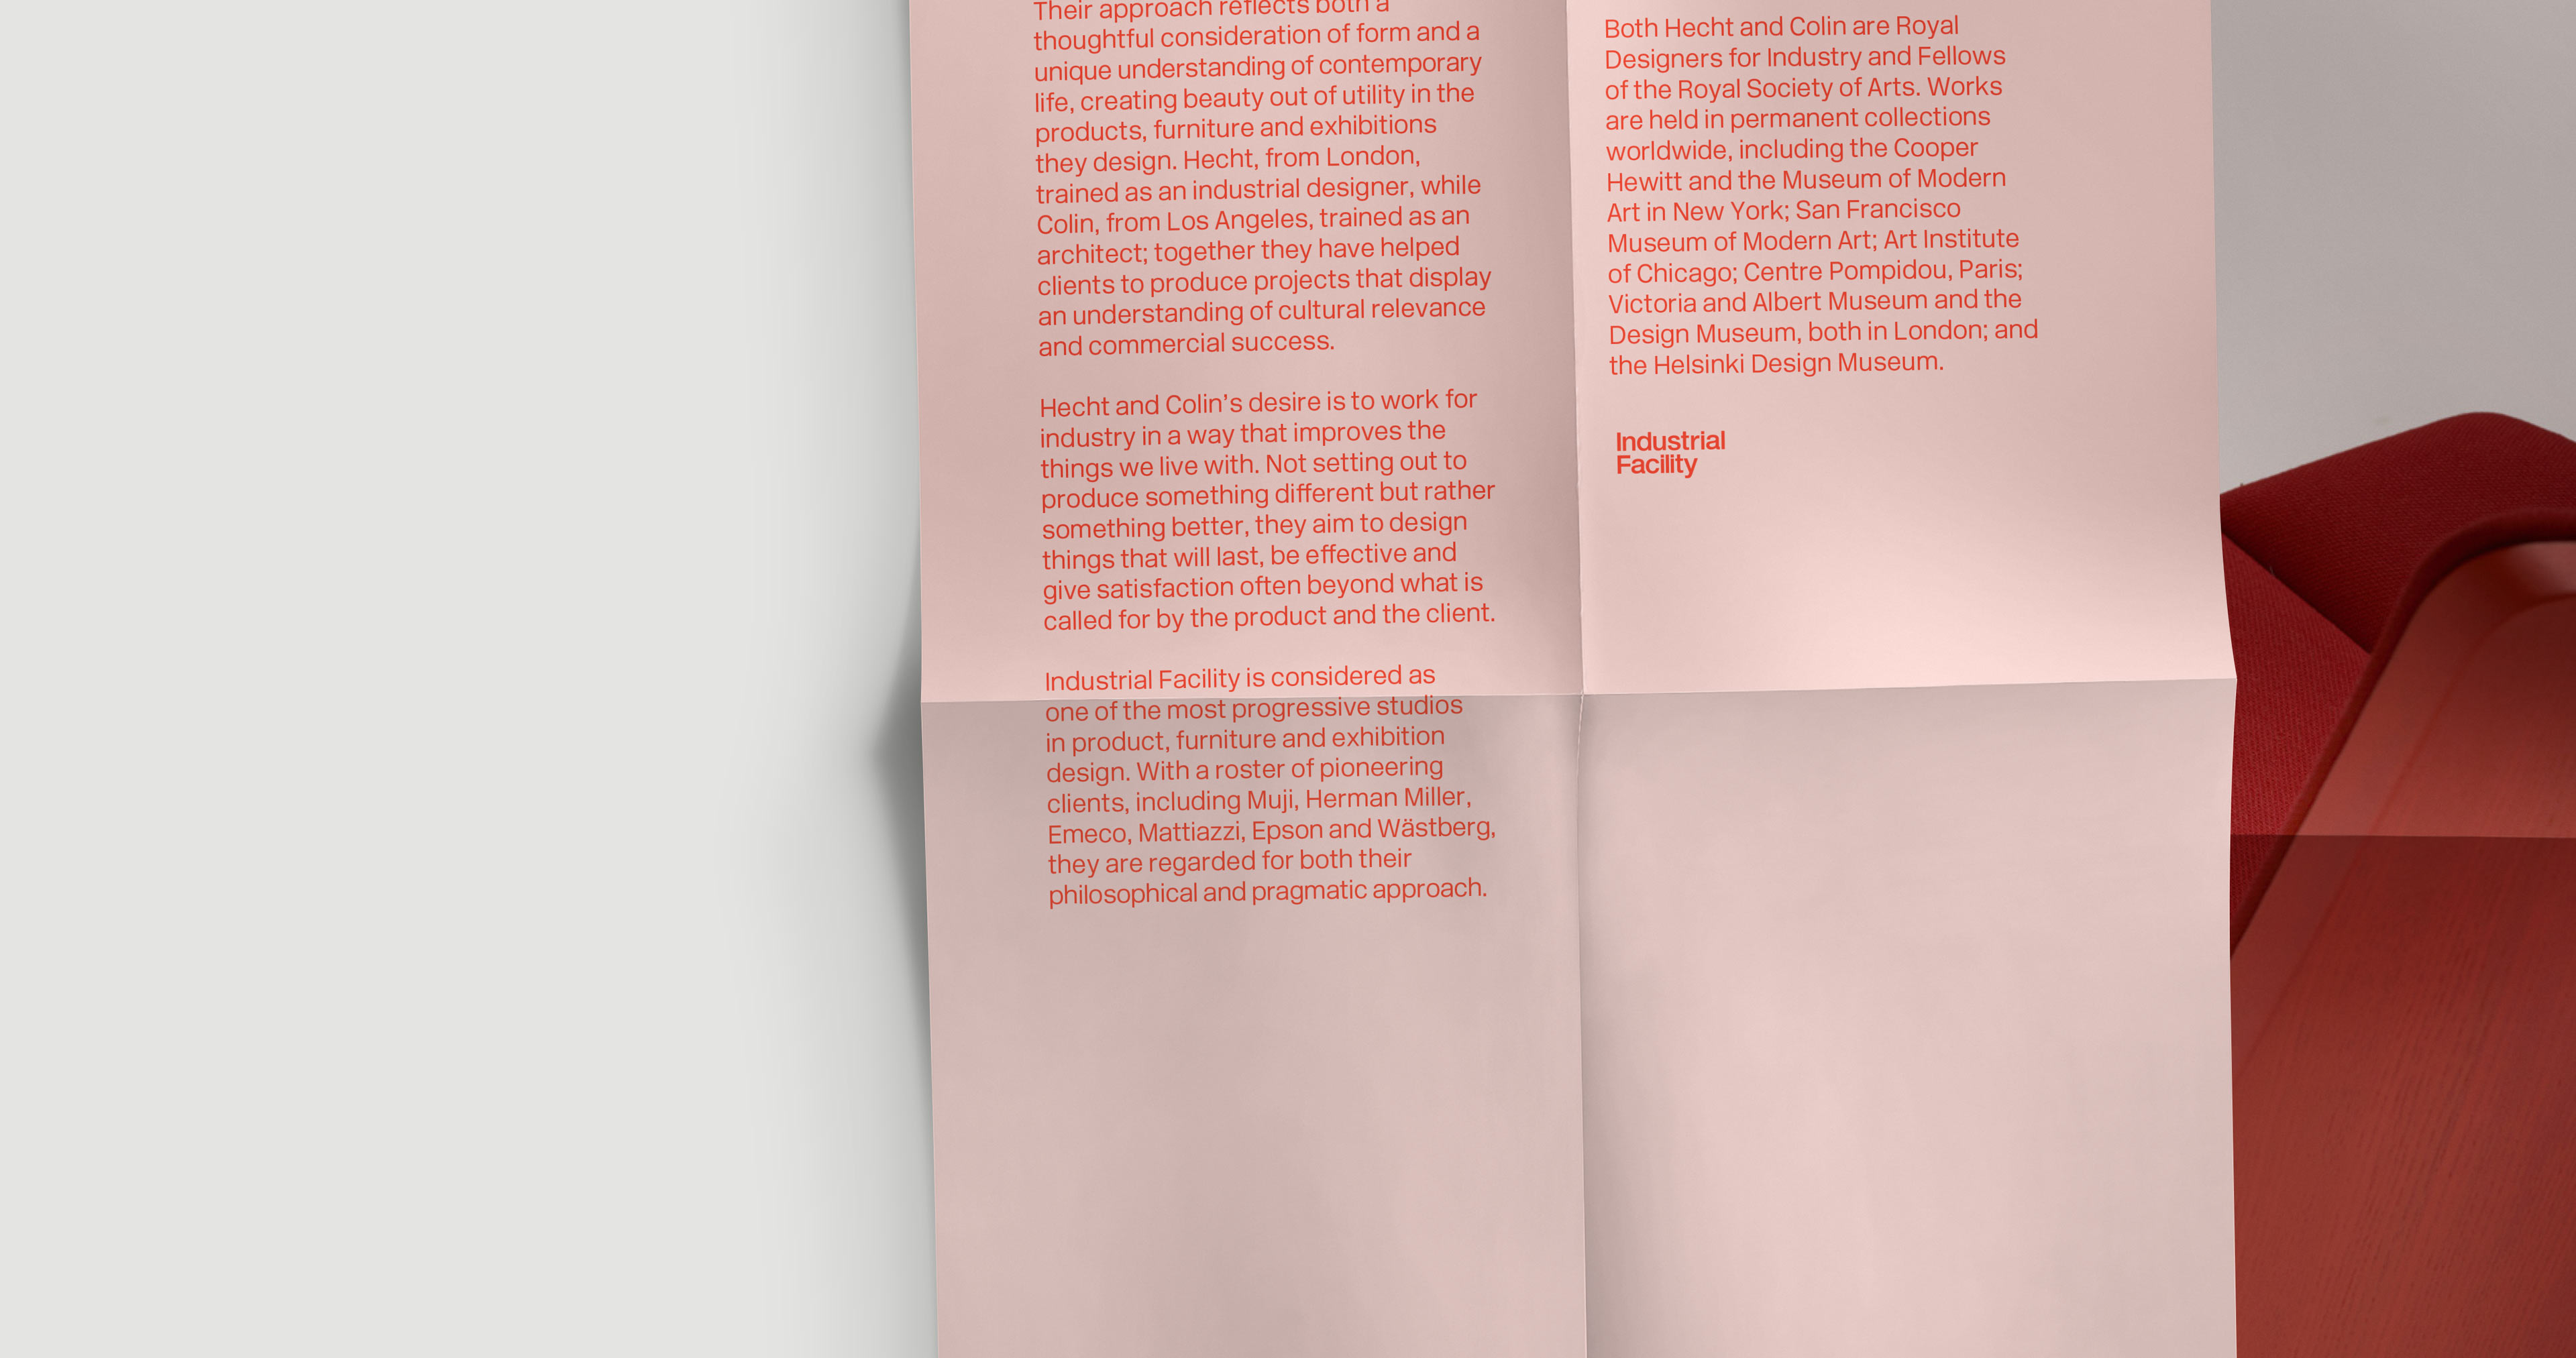 Their approach reflects both a
thoughtful consideration of form and a
unique understanding of contemporary
life, creating beauty out of utility in the
products, furniture and exhibitions
they design. Hecht, from London,
trained as an industrial designer, while
Colin, from Los Angeles, trained as an
architect; together they have helped
clients to produce projects that display
an understanding of cultural relevance
and commercial success.
Hecht and Colin’s desire is to work for
industry in a way that improves the
things we live with. Not setting out to
produce something different but rather
something better, they aim to design
things that will last, be effective and
give satisfaction often beyond what is
called for by the product and the client.
Industrial Facility is considered as
one of the most progressive studios
in product, furniture and exhibition
design. With a roster of pioneering
clients, including Muji, Herman Miller,
Emeco, Mattiazzi, Epson and Wästberg,
they are regarded for both their
philosophical and pragmatic approach.
Both Hecht and Colin are Royal
Designers for Industry and Fellows
of the Royal Society of Arts. Works
are held in permanent collections
worldwide, including the Cooper
Hewitt and the Museum of Modern
Art in New York; San Francisco
Museum of Modern Art; Art Institute
of Chicago; Centre Pompidou, Paris;
Victoria and Albert Museum and the
Design Museum, both in London; and
the Helsinki Design Museum.
Industrial
Facility